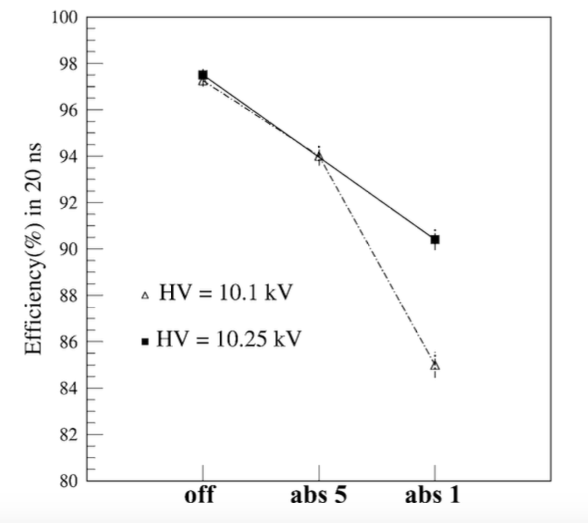 100
98
96
94
92
90
88
86
84
82
80
Efficiency(%) in 20 ns
HV = 10.1 kV
HV = 10.25 kV
off abs 5 abs 1